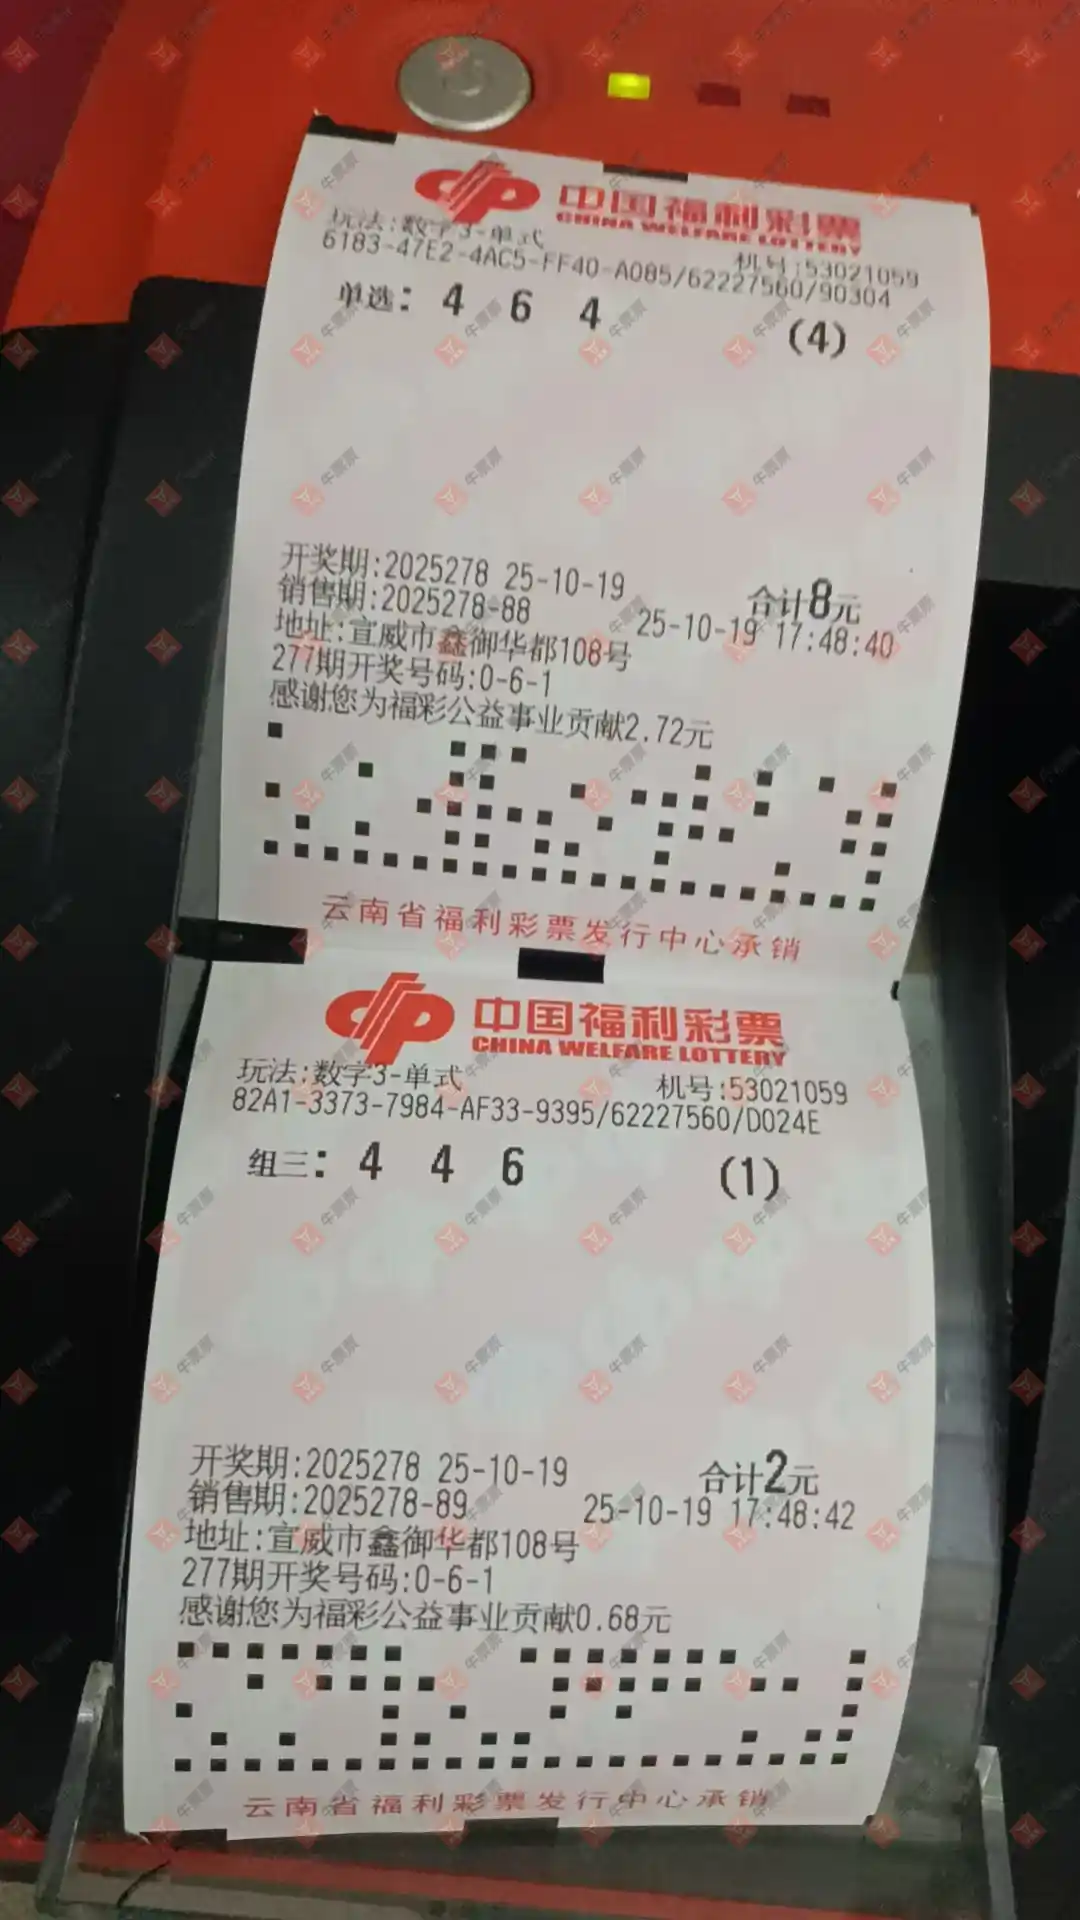 中国福利彩票
CHINA WELFARE LOTTERY
玩法:数字3-单式
机号:53021059
6183-47E2-4AC5-FF40-A085/62227560/90304
单选: 4 6 4 (4)
开奖期:2025278 25-10-19
合计8元
销售期:2025278-88
25-10-19 17:48:40
地址:宣威市鑫御华都108号
277期开奖号码:0-6-1
感谢您为福彩公益事业贡献2.72元
云南省福利彩票发行中心承销
中国福利彩票
CHINA WELFARE LOTTERY
玩法:数字3-单式
机号:53021059
82A1-3373-7984-AF33-9395/62227560/D024E
组三: 4 4 6 (1)
开奖期:2025278 25-10-19
合计2元
销售期:2025278-89
25-10-19 17:48:42
地址:宣威市鑫御华都108号
277期开奖号码:0-6-1
感谢您为福彩公益事业贡献0.68元
云南省福利彩票发行中心承销
牛票票